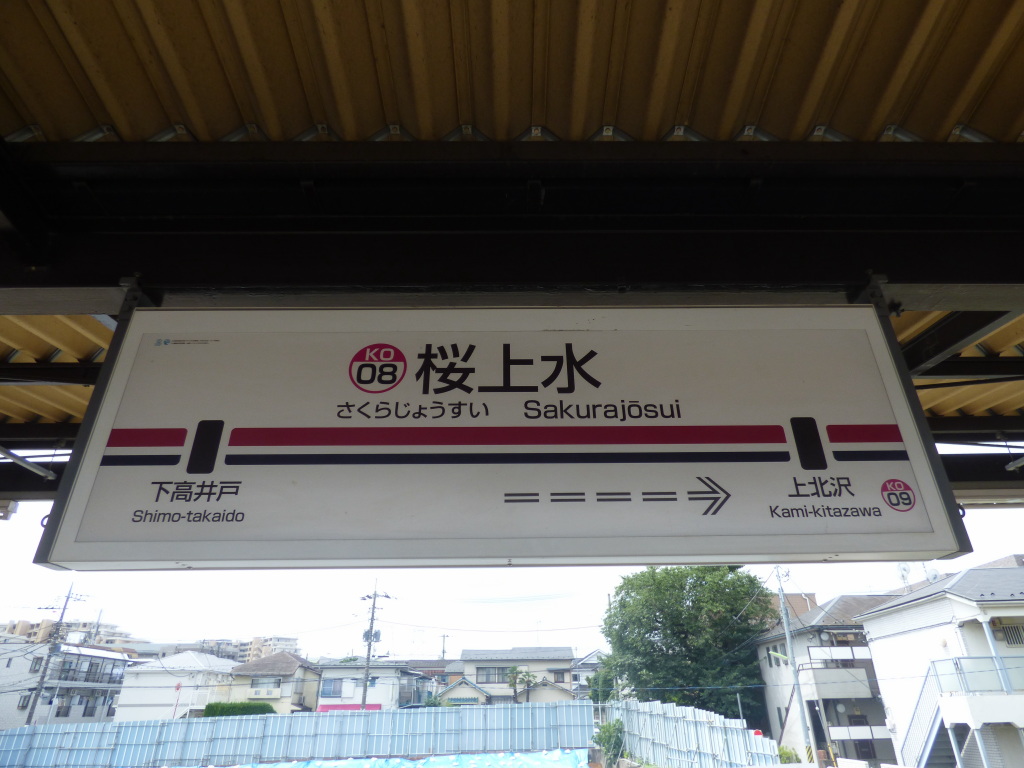 KO
08
桜上水
さくらじょうすい Sakurajōsui
下高井戸
Shimo-takaido
上北沢
Kami-kitazawa
KO
09